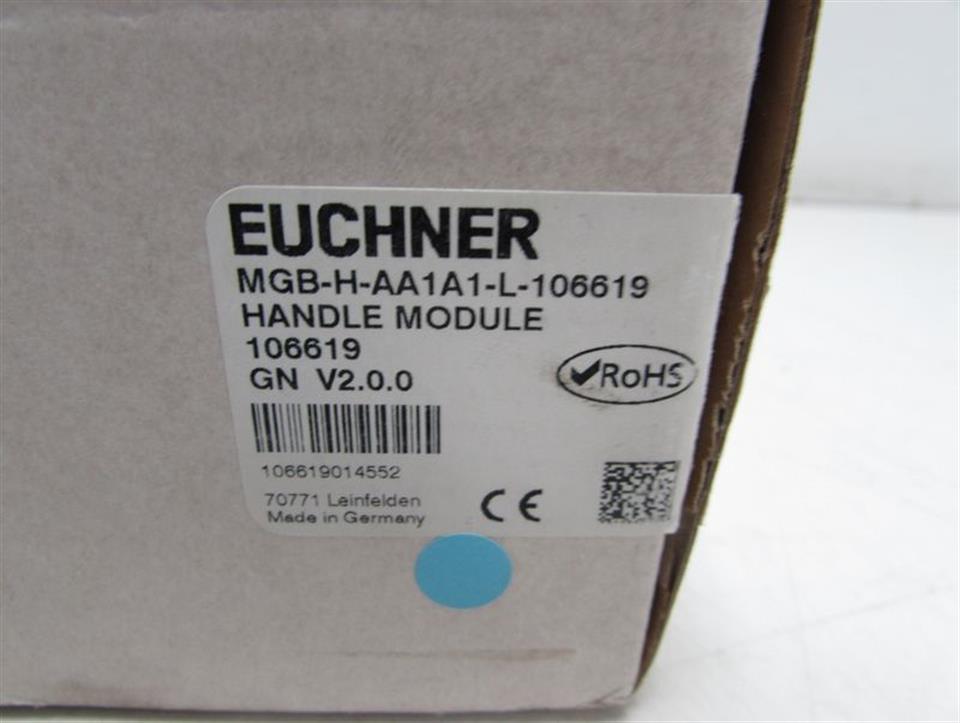 EUCHNER
MGB-H-AA1A1-L-106619
HANDLE MODULE
106619
GN V2.0.0
RoHS
106619014552
70771 Leinfelden
Made in Germany
CE